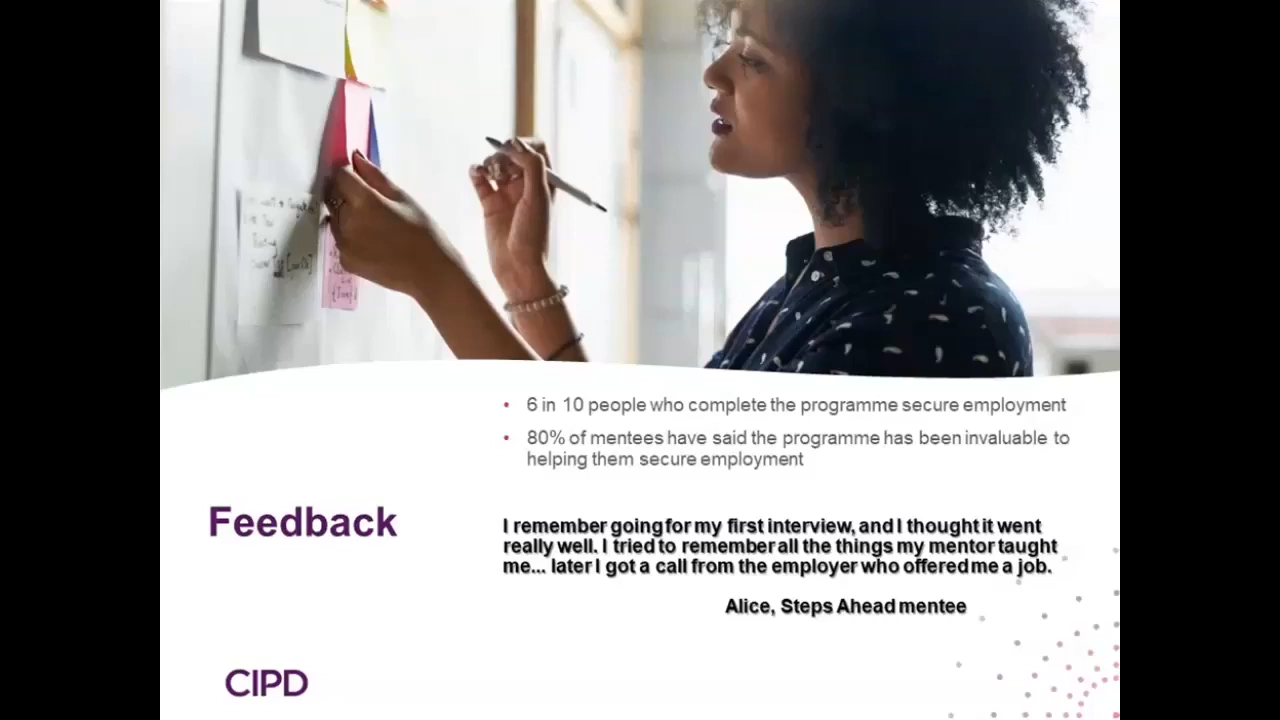 6 in 10 people who complete the programme secure employment
80% of mentees have said the programme has been invaluable to
helping them secure employment
Feedback
I remember going for my first interview, and I thought it went
really well. I tried to remember all the things my mentor taught
me... later I got a call from the employer who offered me a job.
Alice, Steps Ahead mentee
CIPD